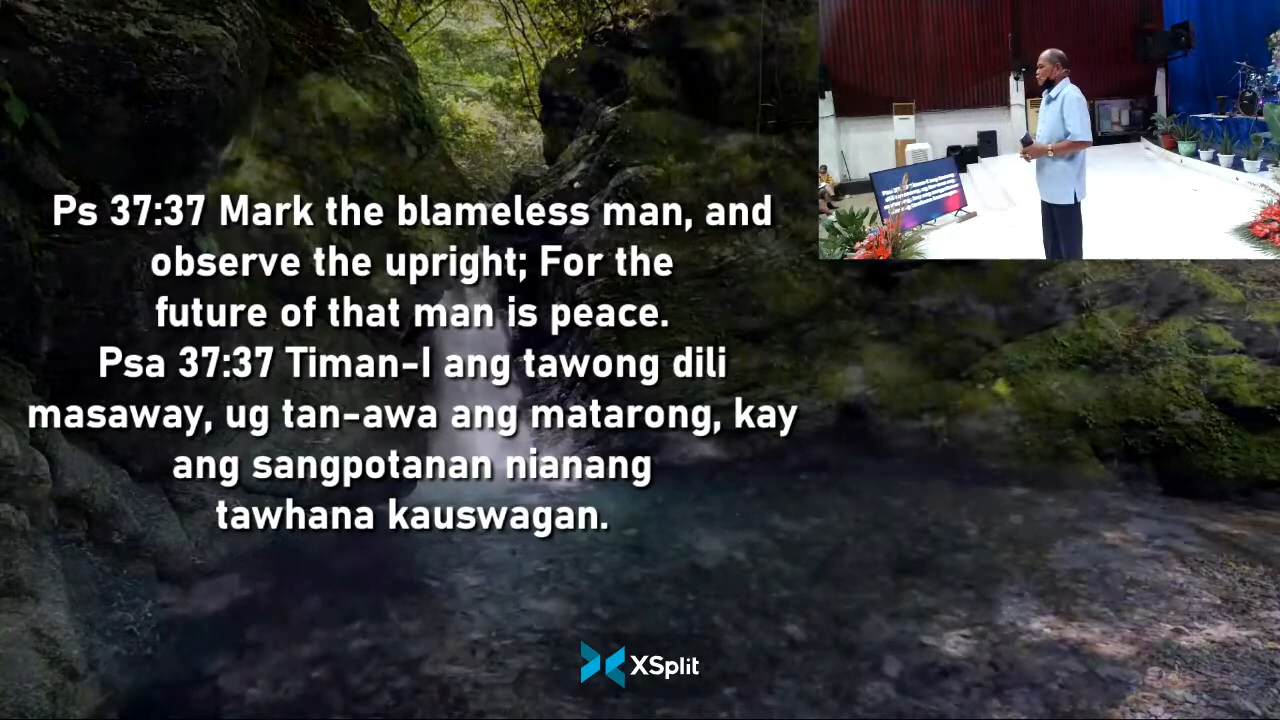 Ps 37:37 Mark the blameless man, and
observe the upright; For the
future of that man is peace.
Psa 37:37 Timan-I ang tawong dili
masaway, ug tan-awa ang matarong, kay
ang sangpotanan nianang
tawhana kauswagan.
XSplit